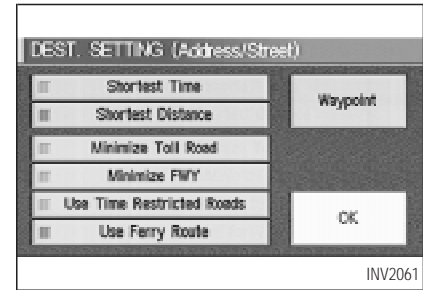 DEST. SETTING (Address/Street)
Shortest Time
Shortest Distance
Waypoint
Minimize Toll Road
Minimize FWY
Use Time Restricted Roads
Use Ferry Route
OK
INV2061